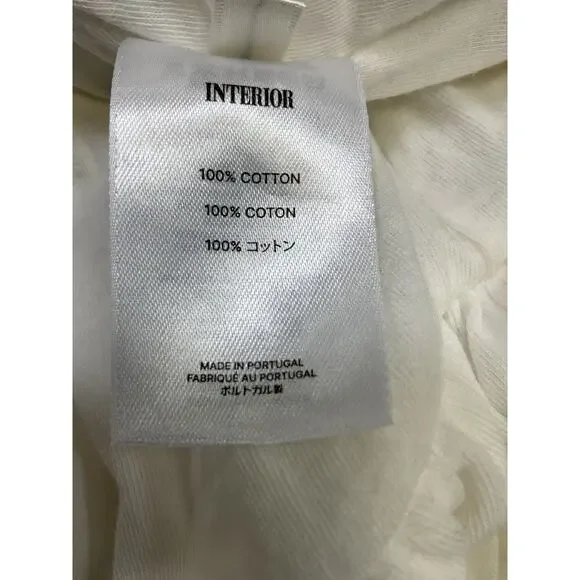 INTERIOR
100% COTTON
100% COTON
100% コットン
MADE IN PORTUGAL
FABRIQUÉ AU PORTUGAL
ポルトガル製